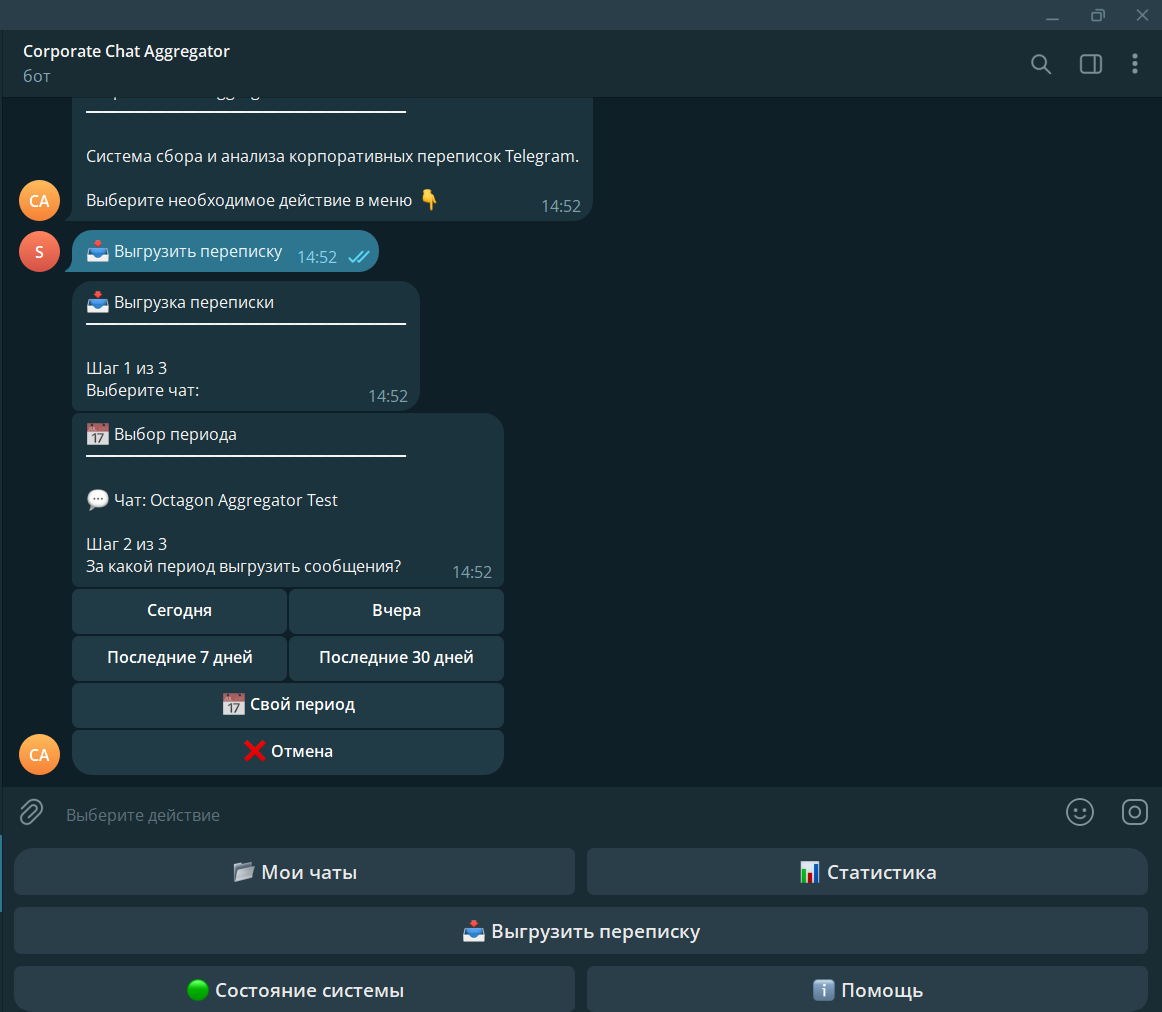 Corporate Chat Aggregator
бот
Система сбора и анализа корпоративных переписок Telegram.
Выберите необходимое действие в меню 👇
14:52
CA
S
📥 Выгрузить переписку 14:52
📥 Выгрузка переписки
Шаг 1 из 3
Выберите чат:
14:52
📅 Выбор периода
💬 Чат: Octagon Aggregator Test
Шаг 2 из 3
За какой период выгрузить сообщения?
14:52
Сегодня
Вчера
Последние 7 дней
Последние 30 дней
📅 Свой период
❌ Отмена
CA
Выберите действие
📂 Мои чаты
📊 Статистика
📥 Выгрузить переписку
🟢 Состояние системы
ℹ️ Помощь